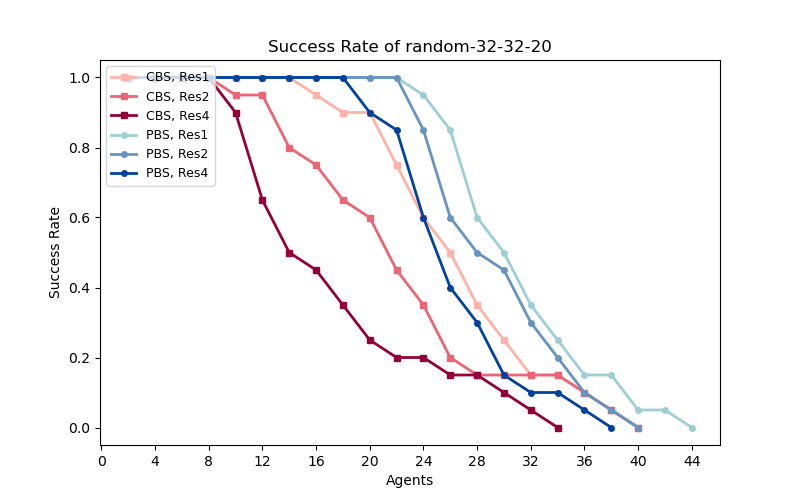 Success Rate of random-32-32-20
Success Rate
1.0
0.8
0.6
0.4
0.2
0.0
CBS, Res1
CBS, Res2
CBS, Res4
PBS, Res1
PBS, Res2
PBS, Res4
0 4 8 12 16 20 24 28 32 36 40 44
Agents